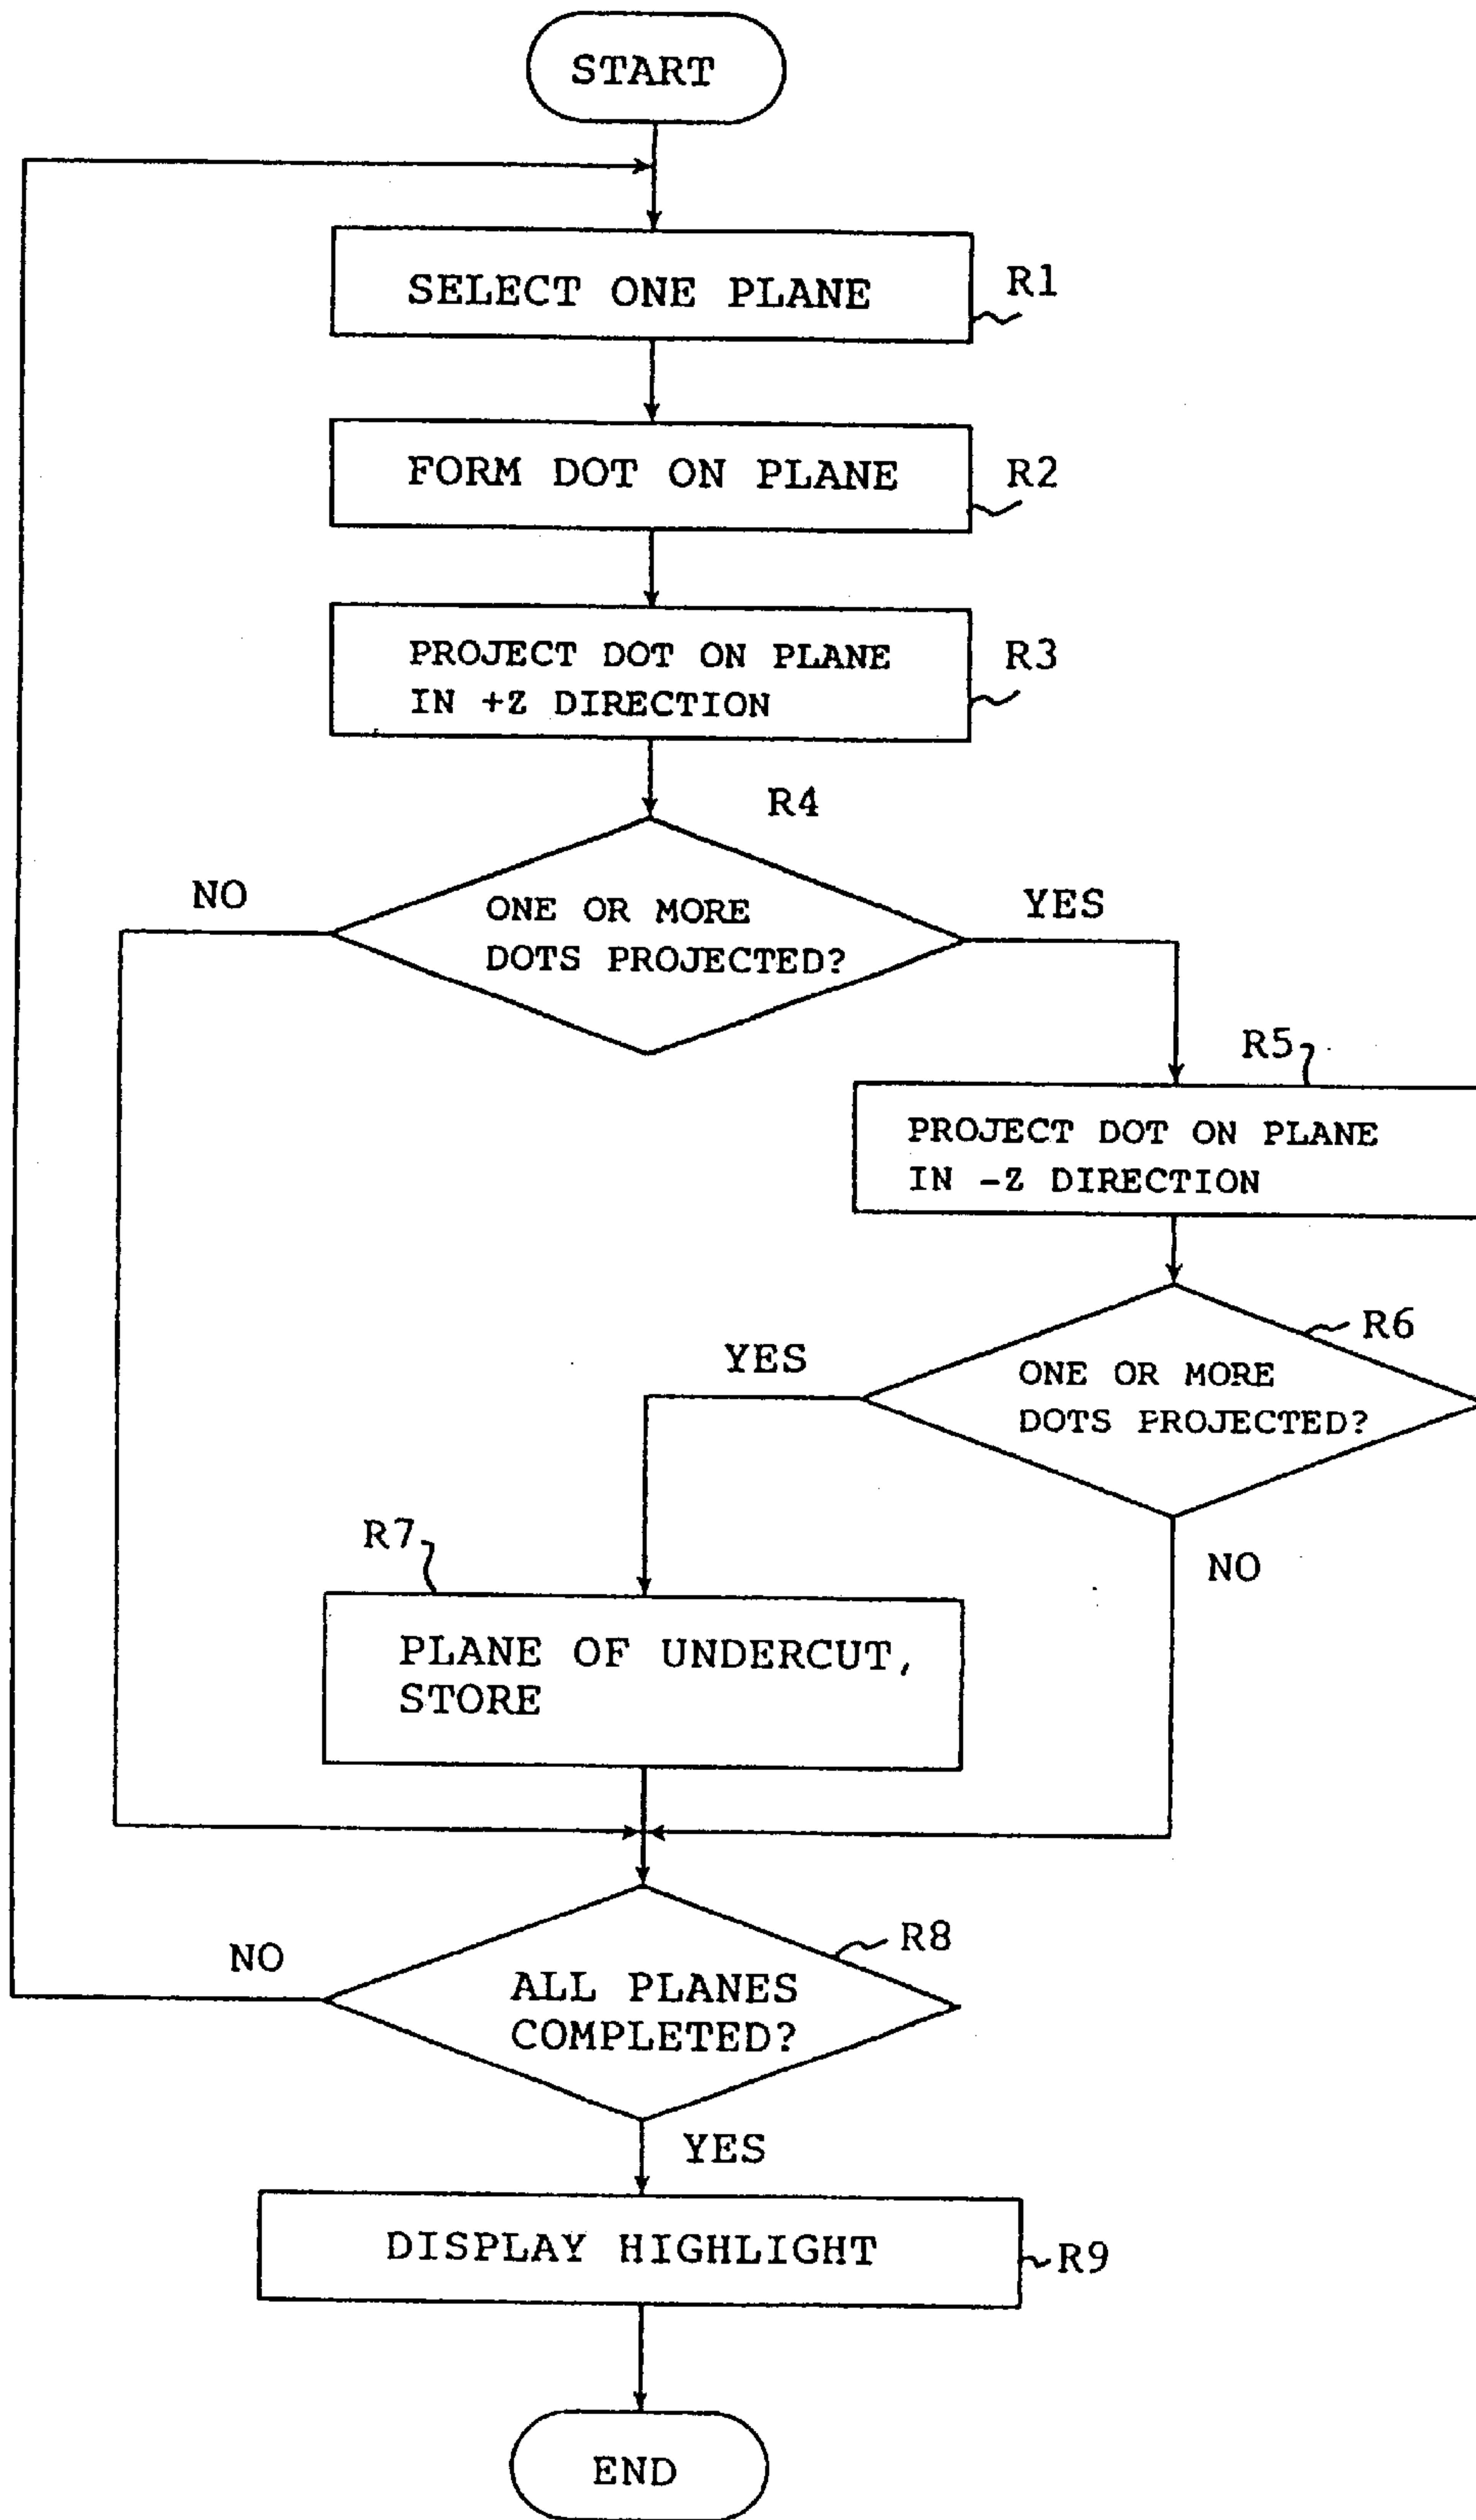 START
SELECT ONE PLANE
R1
FORM DOT ON PLANE
R2
PROJECT DOT ON PLANE
IN +Z DIRECTION
R3
R4
NO
ONE OR MORE
DOTS PROJECTED?
YES
R5
PROJECT DOT ON PLANE
IN -Z DIRECTION
R6
YES
ONE OR MORE
DOTS PROJECTED?
NO
R7
PLANE OF UNDERCUT,
STORE
R8
NO
ALL PLANES
COMPLETED?
YES
DISPLAY HIGHLIGHT
R9
END